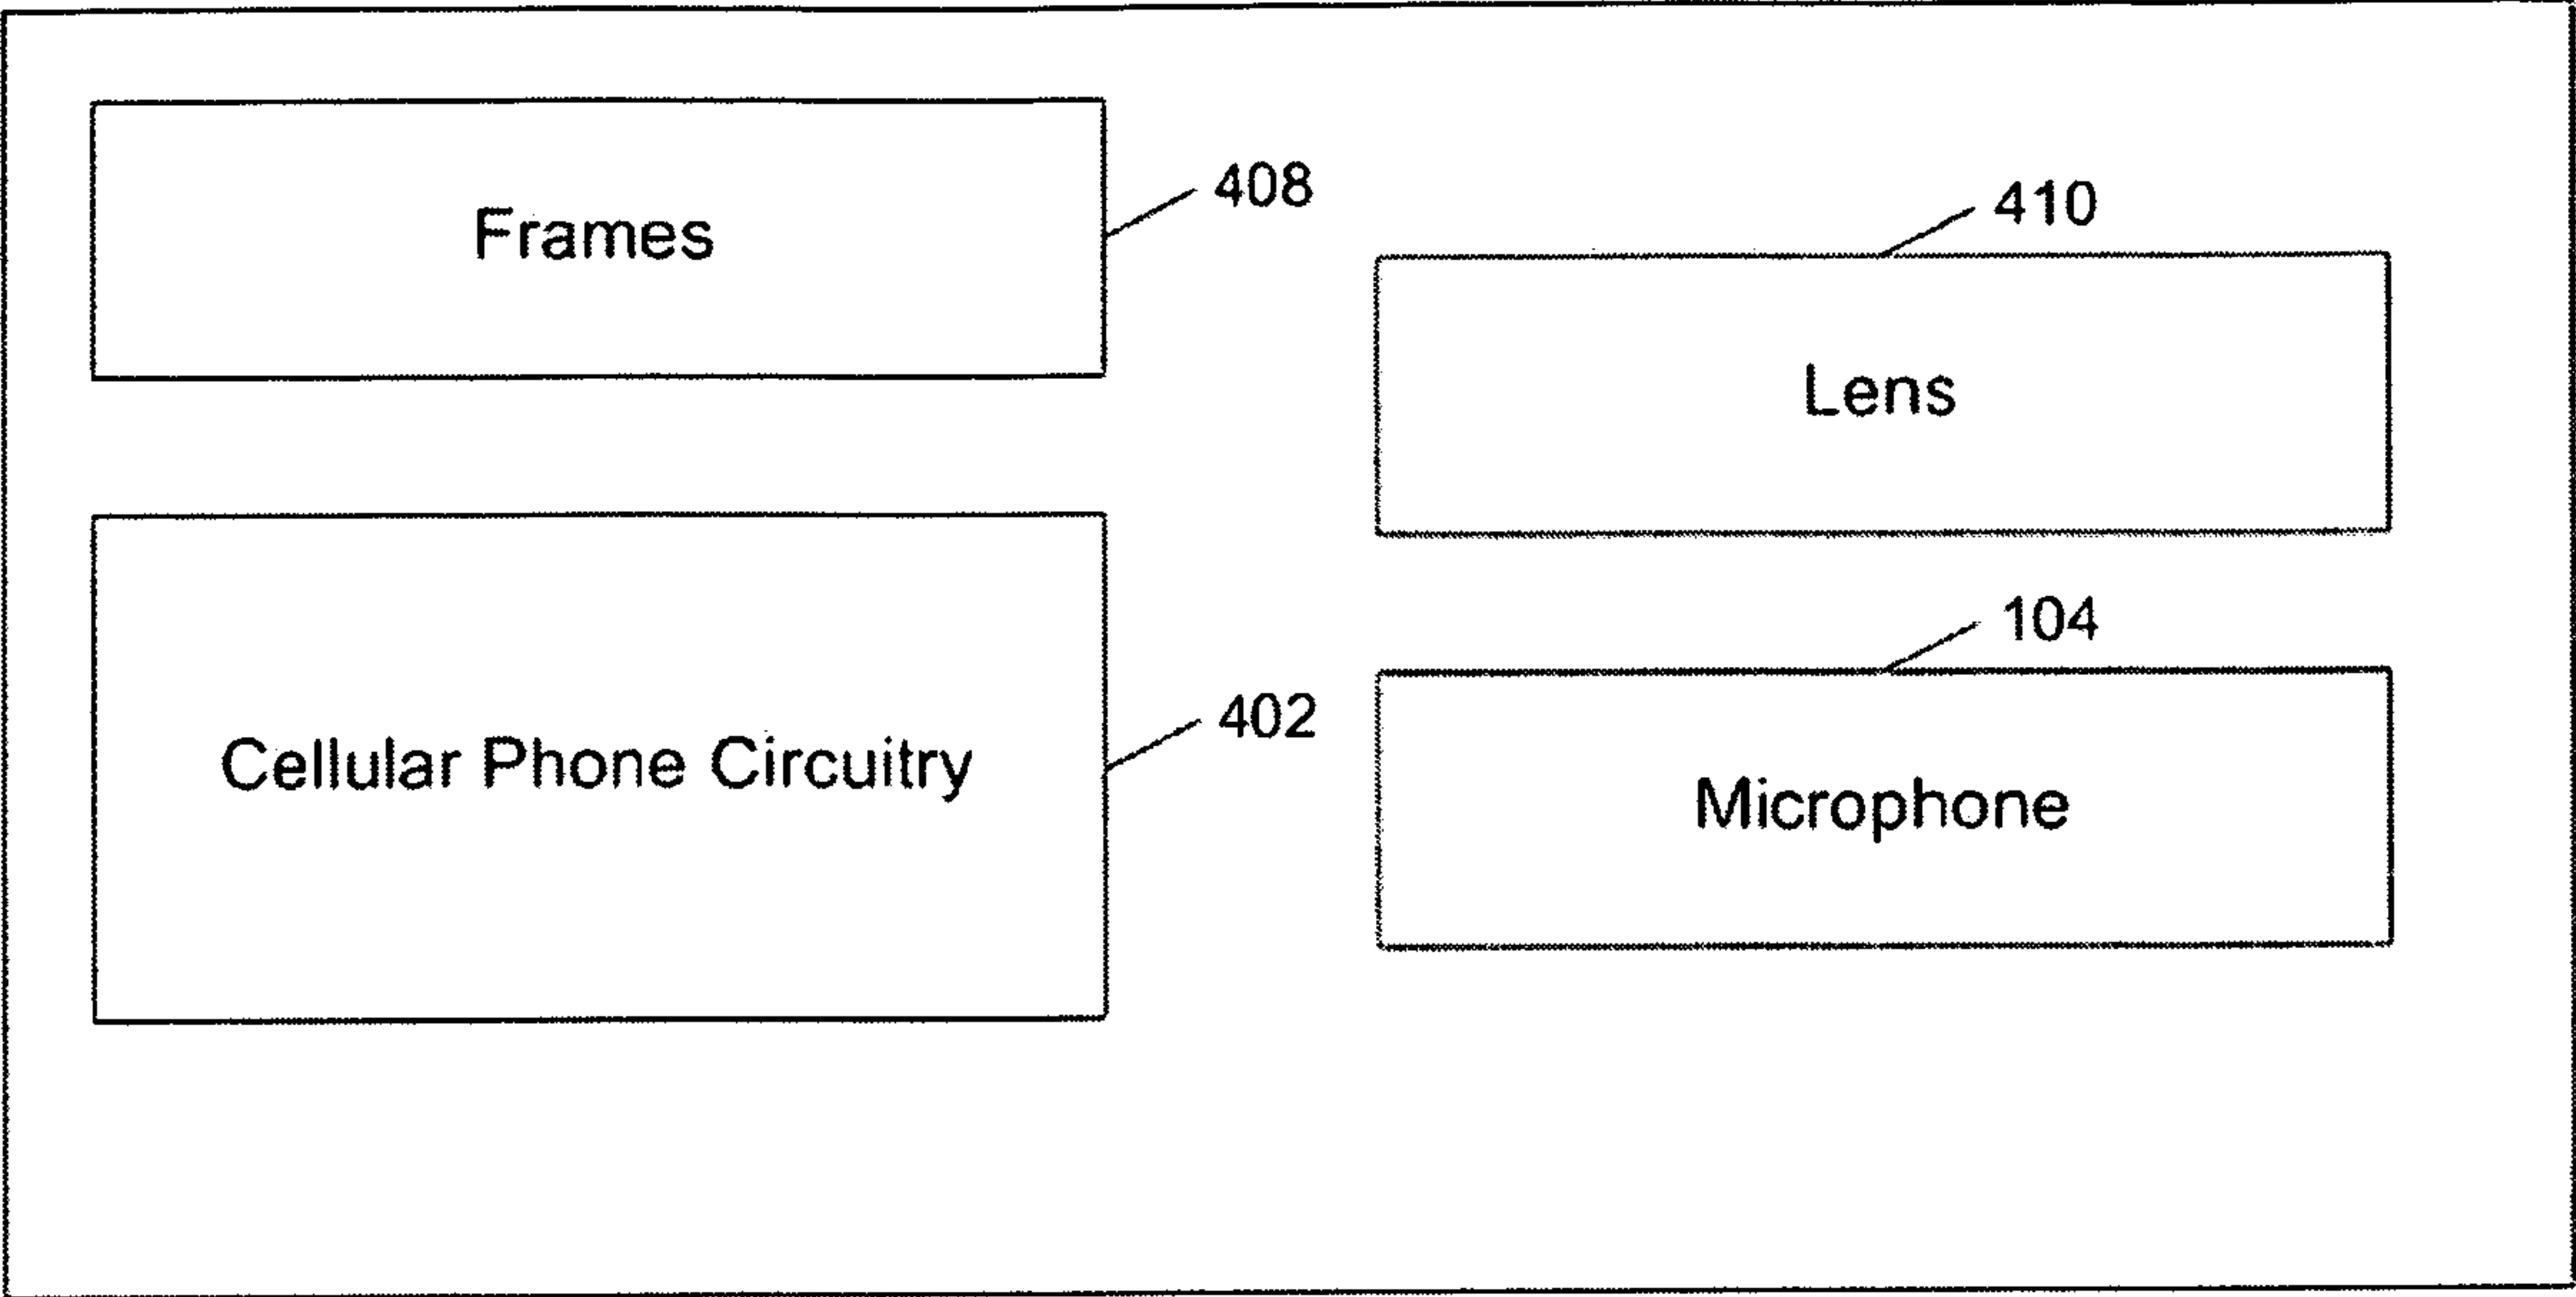 Frames
408
410
Lens
Cellular Phone Circuitry
402
104
Microphone